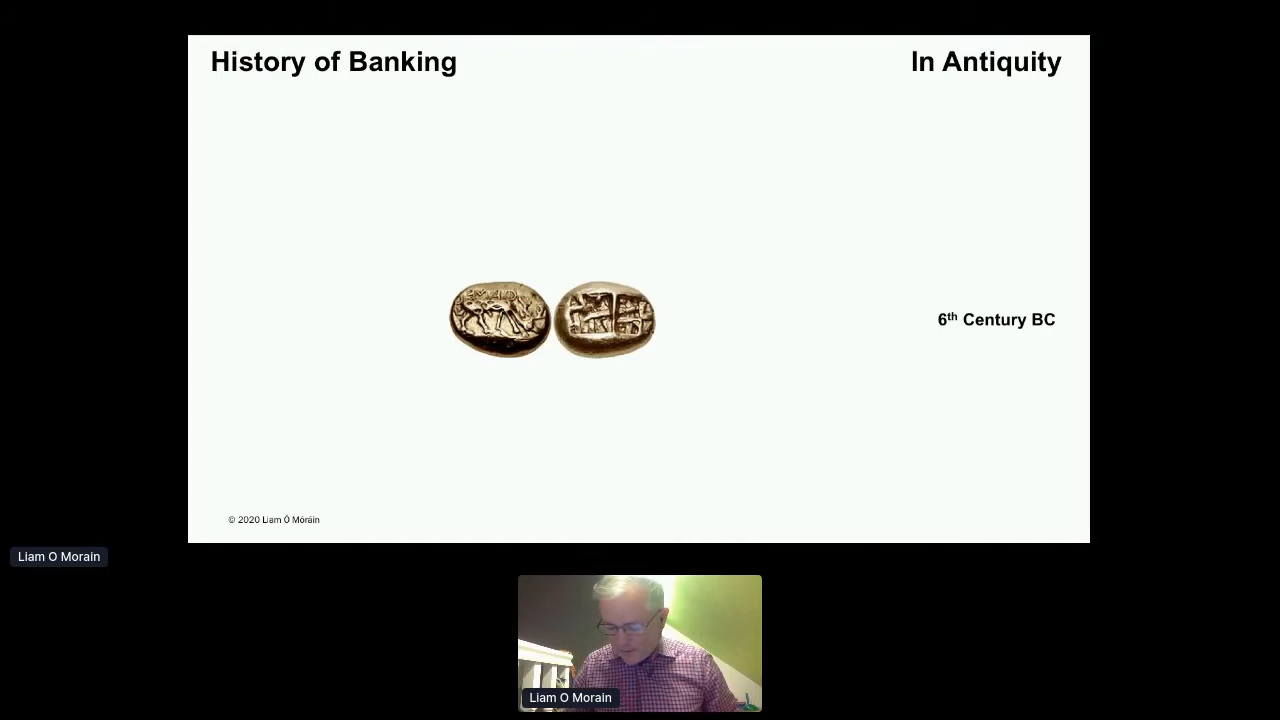 History of Banking
In Antiquity
6th Century BC
© 2020 Liam Ó Móráin
Liam O Morain
Liam O Morain